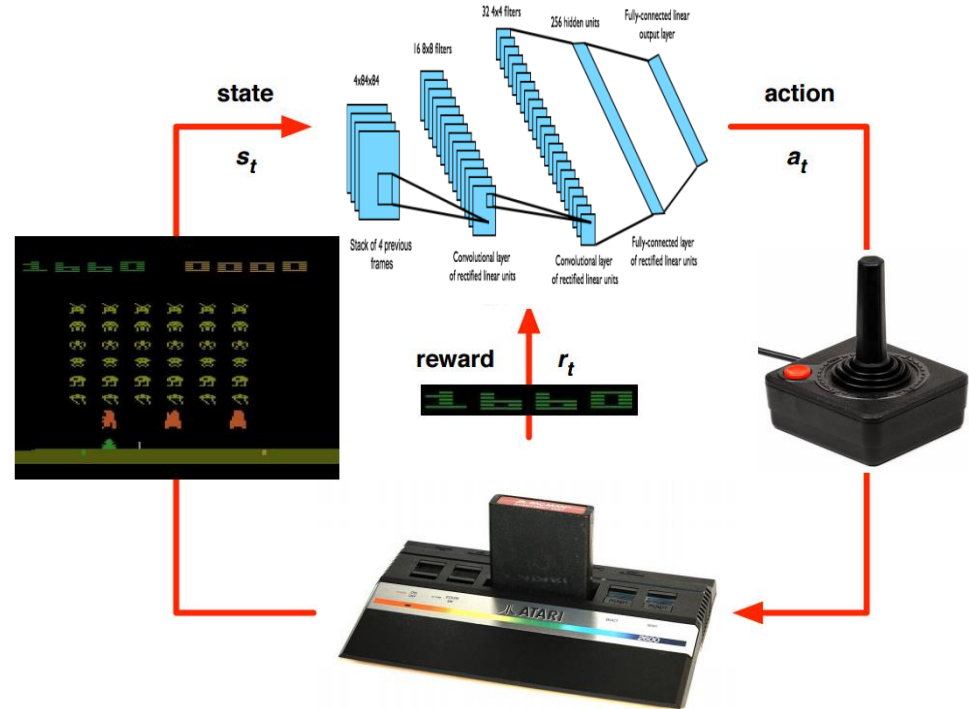 32 4x4 filters
256 hidden units
Fully-connected linear
output layer
16 8x8 filters
4x84x84
state
action
s_t
a_t
Stack of 4 previous
frames
Convolutional layer
of rectified linear units
Convolutional layer
of rectified linear units
Fully-connected layer
of rectified linear units
1660
0000
reward
r_t
1660
ATARI
2600